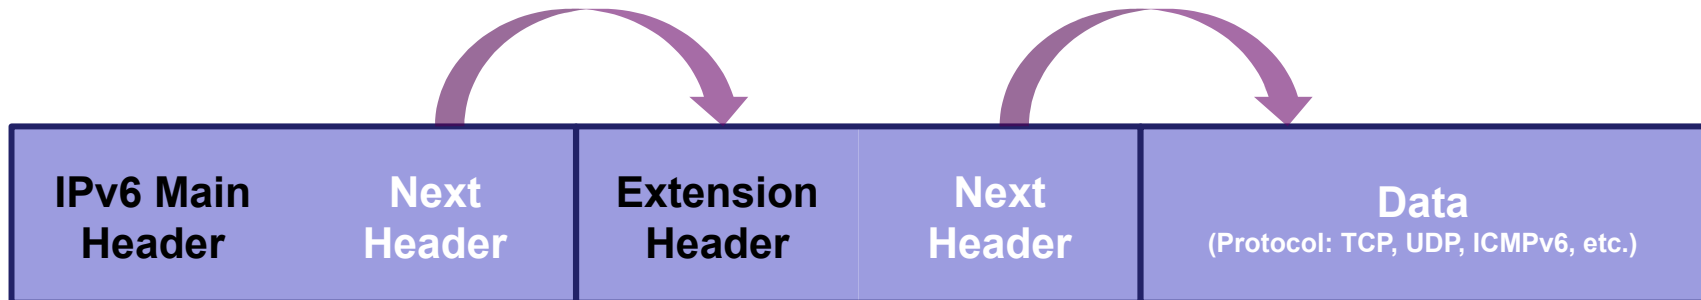 IPv6 Main
Header
Next
Header
Extension
Header
Next
Header
Data
(Protocol: TCP, UDP, ICMPv6, etc.)